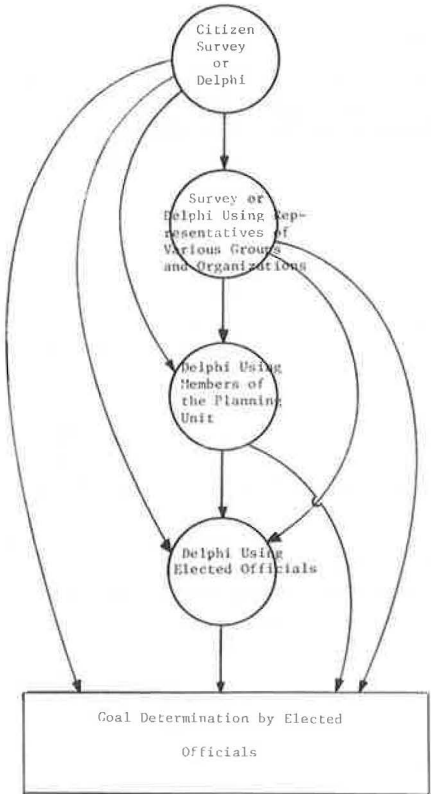 Citizen
Survey
or
Delphi
Survey or
Delphi Using Rep-
resentatives of
Various Groups
and Organizations
Delphi Using
Members of
the Planning
Unit
Delphi Using
Elected Officials
Goal Determination by Elected
Officials